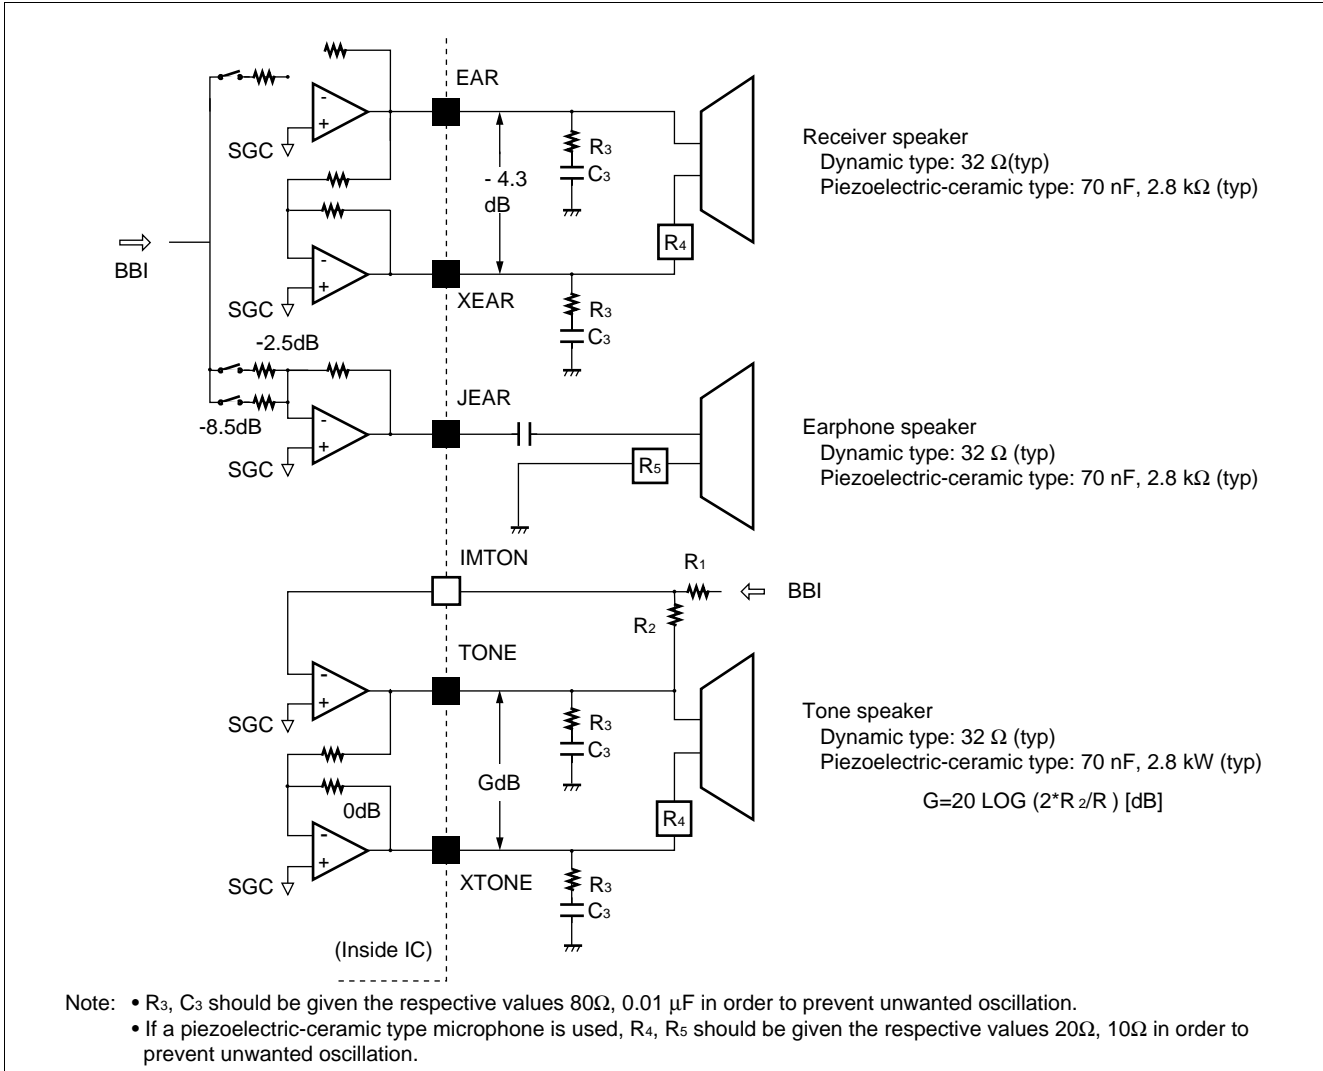 EAR
SGC
R3
C3
- 4.3
dB
Receiver speaker
Dynamic type: 32 Ω(typ)
Piezoelectric-ceramic type: 70 nF, 2.8 kΩ (typ)
R4
BBI
SGC
XEAR
R3
C3
-2.5dB
JEAR
-8.5dB
SGC
R5
Earphone speaker
Dynamic type: 32 Ω (typ)
Piezoelectric-ceramic type: 70 nF, 2.8 kΩ (typ)
IMTON
R1
BBI
R2
TONE
SGC
R3
C3
Tone speaker
Dynamic type: 32 Ω (typ)
Piezoelectric-ceramic type: 70 nF, 2.8 kW (typ)
GdB
G=20 LOG (2*R 2/R ) [dB]
0dB
R4
SGC
XTONE
R3
C3
(Inside IC)
Note: • R3, C3 should be given the respective values 80Ω, 0.01 µF in order to prevent unwanted oscillation.
• If a piezoelectric-ceramic type microphone is used, R4, R5 should be given the respective values 20Ω, 10Ω in order to
prevent unwanted oscillation.